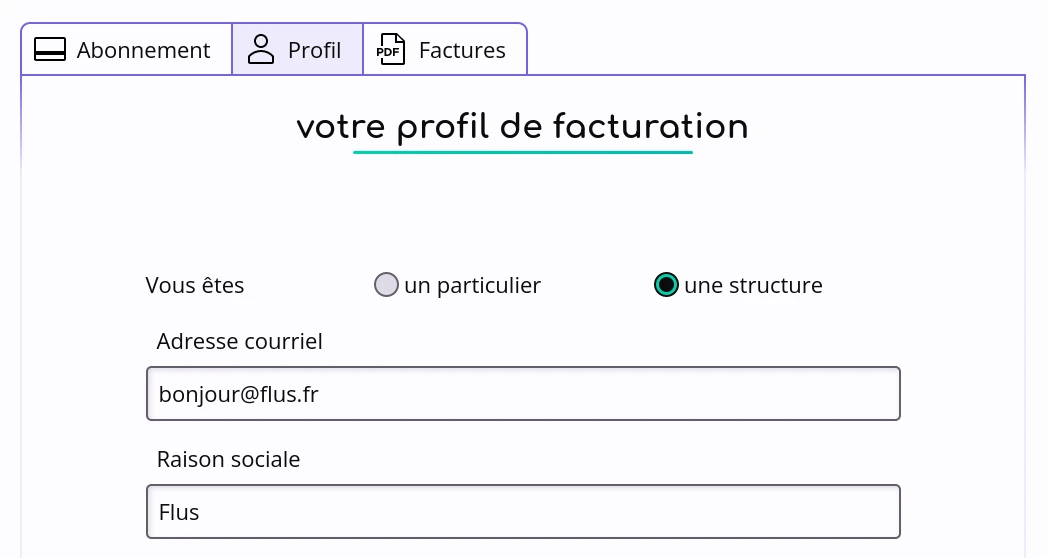 Abonnement Profil PDF Factures
votre profil de facturation
Vous êtes un particulier une structure
Adresse courriel
bonjour@flus.fr
Raison sociale
Flus